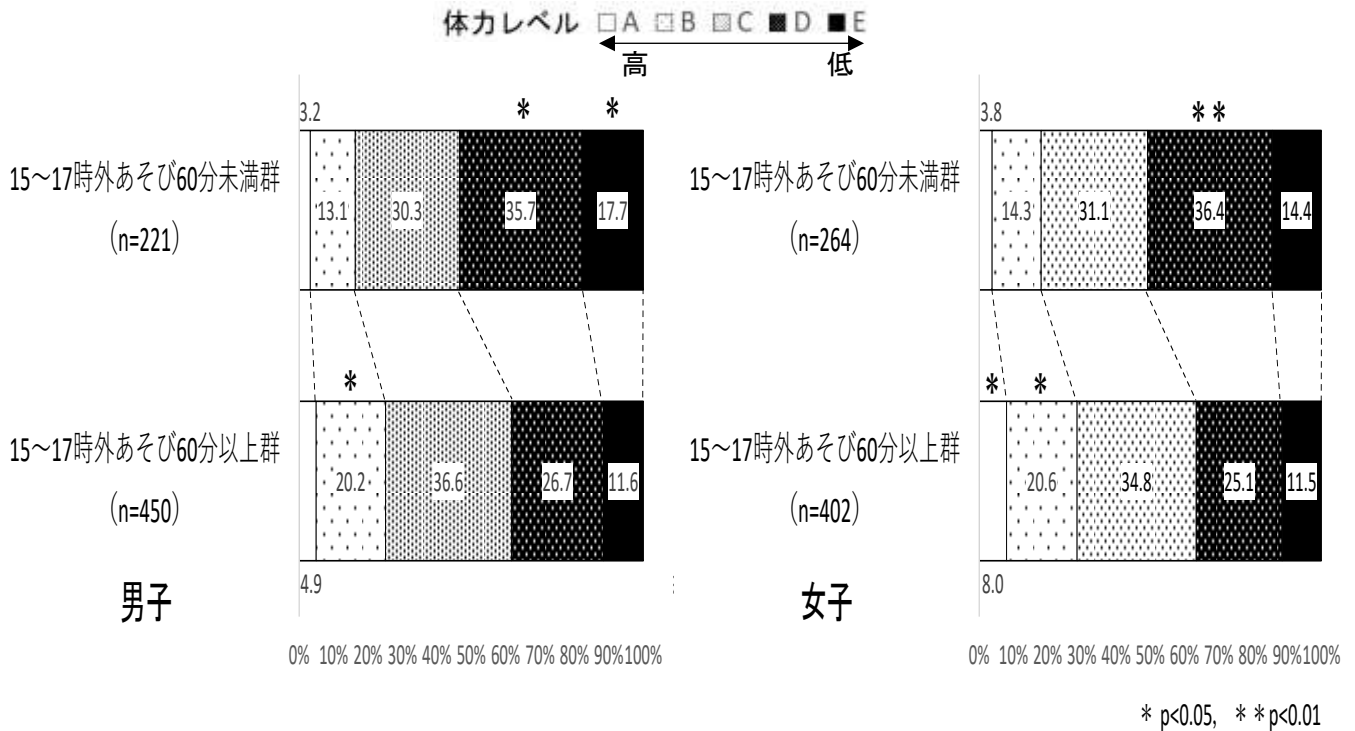 体力レベル □A □B □C ■D ■E
高 低
3.2 * *
15～17時外あそび60分未満群
(n=221)
13.1 30.3 35.7 17.7
*
15～17時外あそび60分以上群
(n=450)
20.2 36.6 26.7 11.6
4.9
男子
0% 10% 20% 30% 40% 50% 60% 70% 80% 90%100%
3.8 **
15～17時外あそび60分未満群
(n=264)
14.3 31.1 36.4 14.4
* *
15～17時外あそび60分以上群
(n=402)
20.6 34.8 25.1 11.5
8.0
女子
0% 10% 20% 30% 40% 50% 60% 70% 80% 90%100%
* p<0.05, * *p<0.01